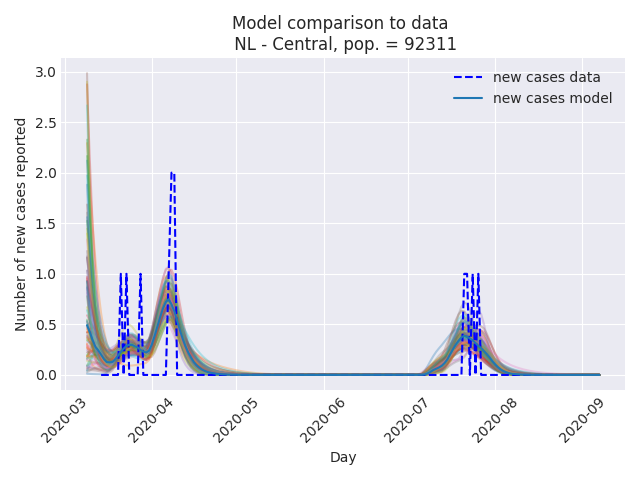 Model comparison to data
NL - Central, pop. = 92311
new cases data
new cases model
Number of new cases reported
3.0
2.5
2.0
1.5
1.0
0.5
0.0
2020-03
2020-04
2020-05
2020-06
2020-07
2020-08
2020-09
Day